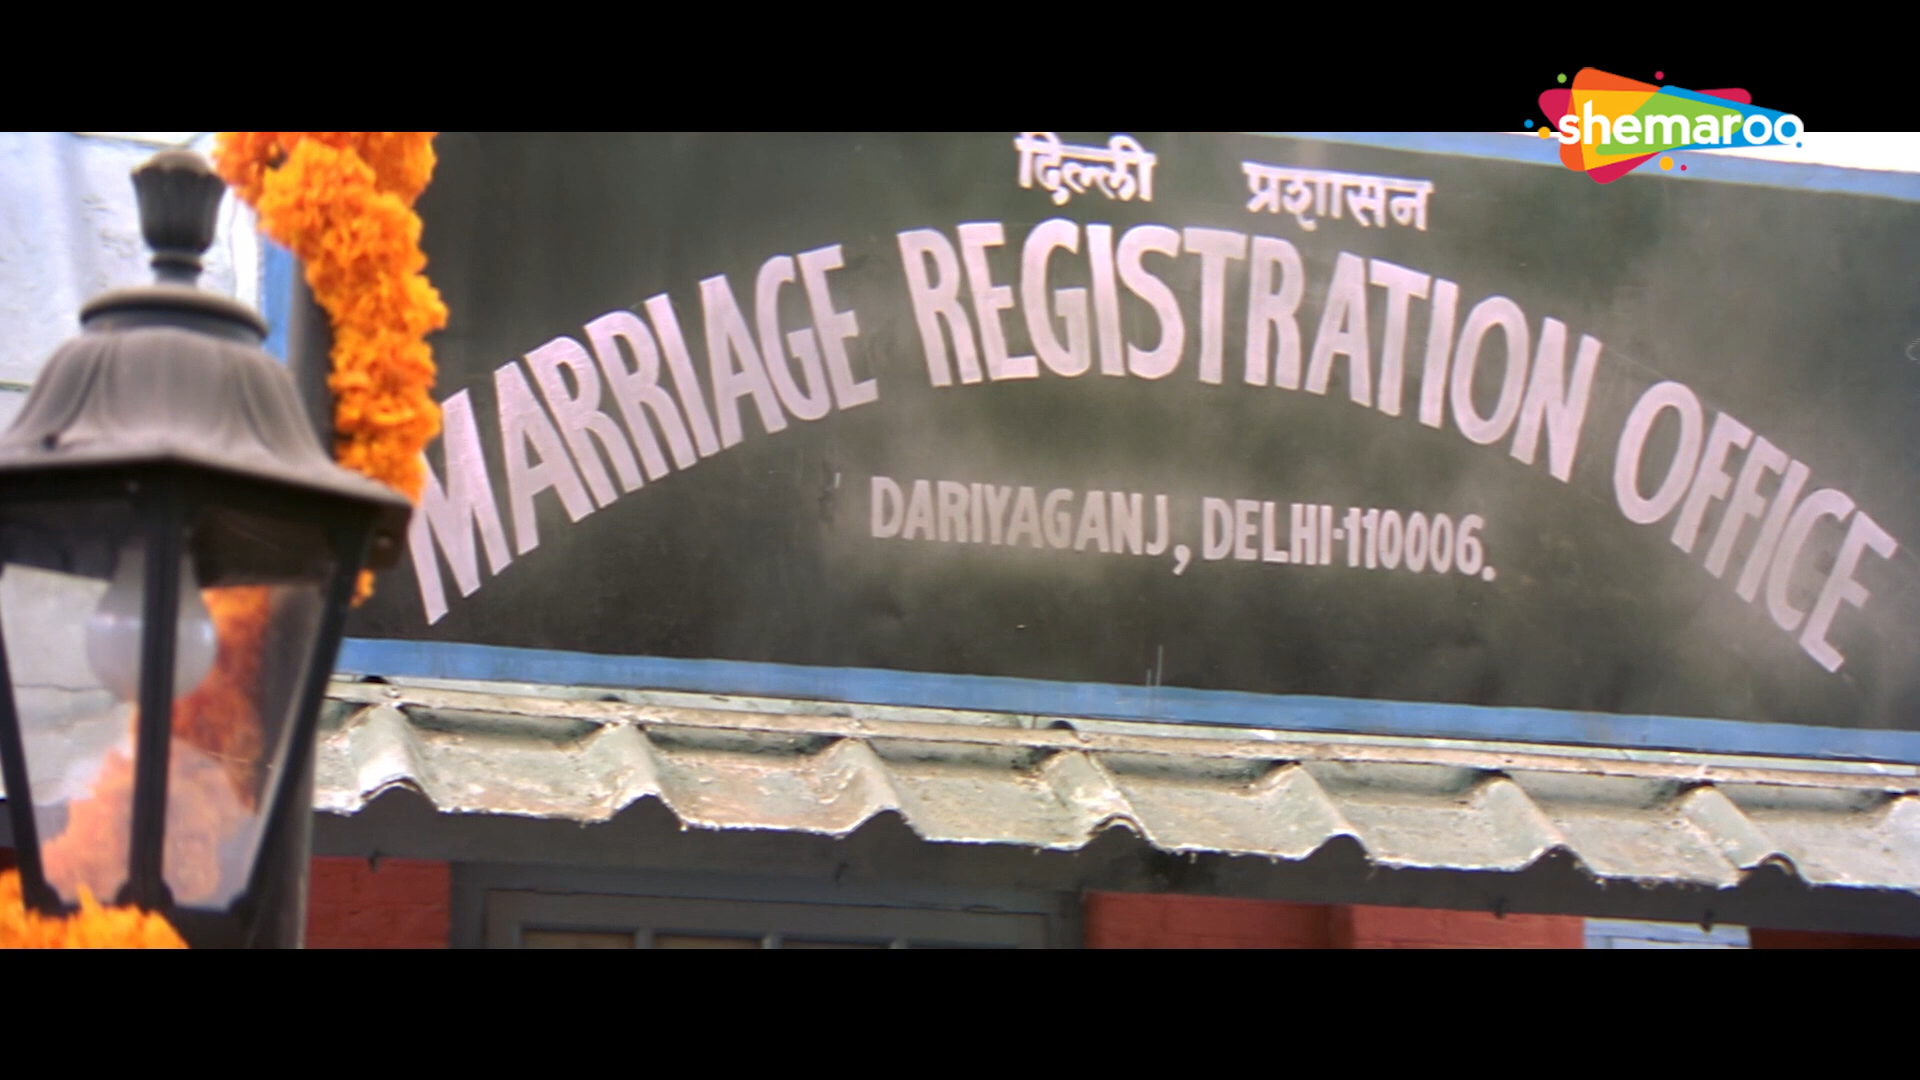 shemaroo
दिल्ली प्रशासन
MARRIAGE REGISTRATION OFFICE
DARIYAGANJ, DELHI-110006.